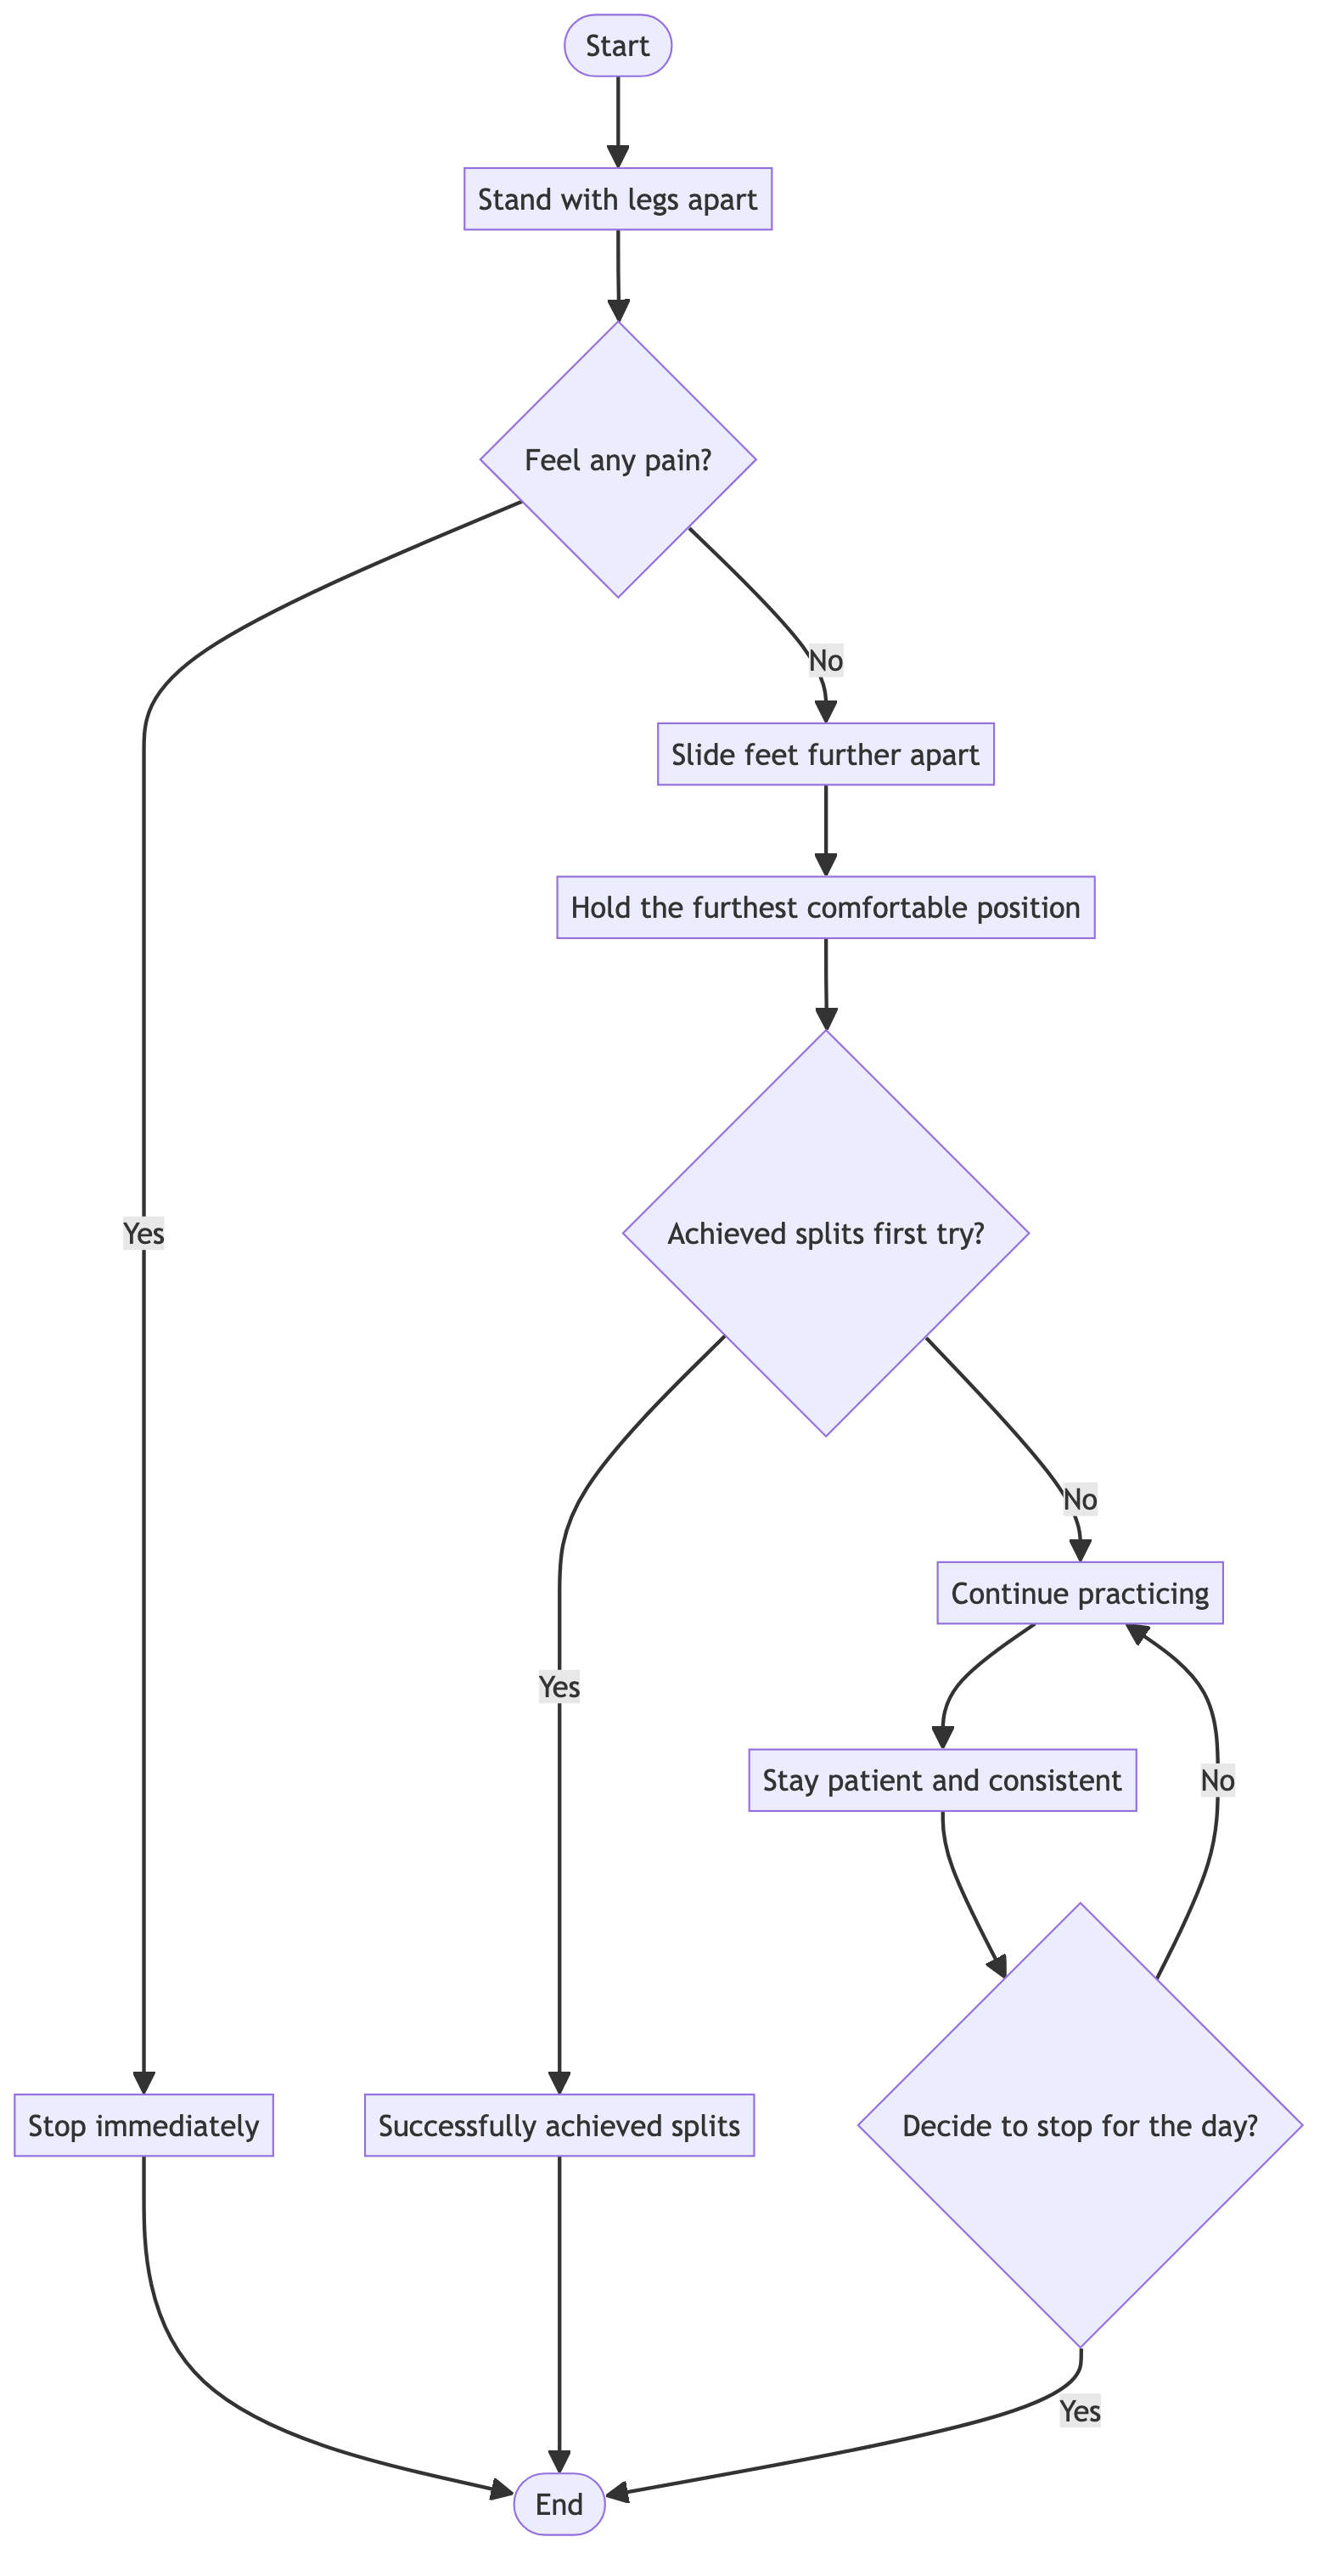 Start
Stand with legs apart
Feel any pain?
No
Slide feet further apart
Hold the furthest comfortable position
Yes
Achieved splits first try?
No
Continue practicing
Yes
Stay patient and consistent
No
Stop immediately
Successfully achieved splits
Decide to stop for the day?
Yes
End